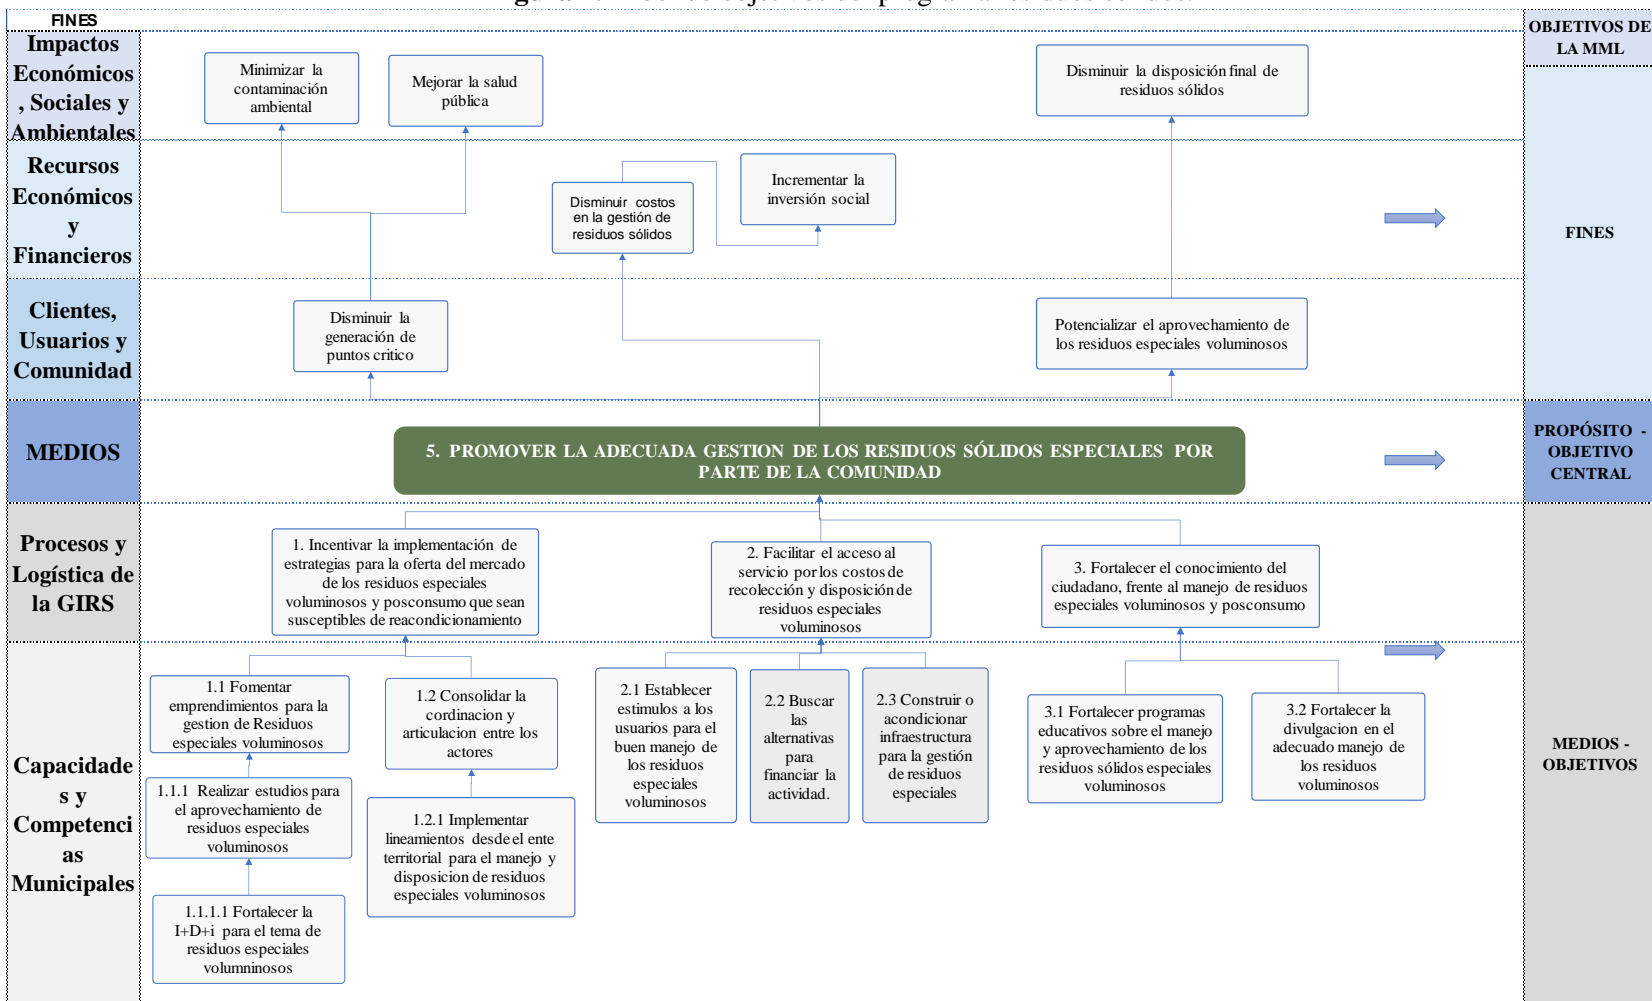 FINES
OBJETIVOS DE
LA MML
Impactos
Económicos
, Sociales y
Ambientales
Minimizar la
contaminación
ambiental
Mejorar la salud
pública
Disminuir la disposición final de
residuos sólidos
Recursos
Económicos
y
Financieros
Disminuir costos
en la gestión de
residuos sólidos
Incrementar la
inversión social
FINES
Clientes,
Usuarios y
Comunidad
Disminuir la
generación de
puntos critico
Potencializar el aprovechamiento de
los residuos especiales voluminosos
MEDIOS
5. PROMOVER LA ADECUADA GESTION DE LOS RESIDUOS SÓLIDOS ESPECIALES POR
PARTE DE LA COMUNIDAD
PROPÓSITO -
OBJETIVO
CENTRAL
Procesos y
Logística de
la GIRS
1. Incentivar la implementación de
estrategias para la oferta del mercado
de los residuos especiales
voluminosos y posconsumo que sean
susceptibles de reacondicionamiento
2. Facilitar el acceso al
servicio por los costos de
recolección y disposición de
residuos especiales
voluminosos
3. Fortalecer el conocimiento del
ciudadano, frente al manejo de residuos
especiales voluminosos y posconsumo
Capacidade
s y
Competenci
as
Municipales
1.1 Fomentar
emprendimientos para la
gestion de Residuos
especiales voluminosos
1.2 Consolidar la
cordinacion y
articulacion entre los
actores
2.1 Establecer
estimulos a los
usuarios para el
buen manejo de
los residuos
especiales
voluminosos
2.2 Buscar
las
alternativas
para
financiar la
actividad.
2.3 Construir o
acondicionar
infraestructura
para la gestión
de residuos
especiales
3.1 Fortalecer programas
educativos sobre el manejo
y aprovechamiento de los
residuos sólidos especiales
voluminosos
3.2 Fortalecer la
divulgacion en el
adecuado manejo de
los residuos
voluminosos
MEDIOS -
OBJETIVOS
1.1.1 Realizar estudios para
el aprovechamiento de
residuos especiales
voluminosos
1.2.1 Implementar
lineamientos desde el ente
territorial para el manejo y
disposicion de residuos
especiales voluminosos
1.1.1.1 Fortalecer la
I+D+i para el tema de
residuos especiales
volumninosos